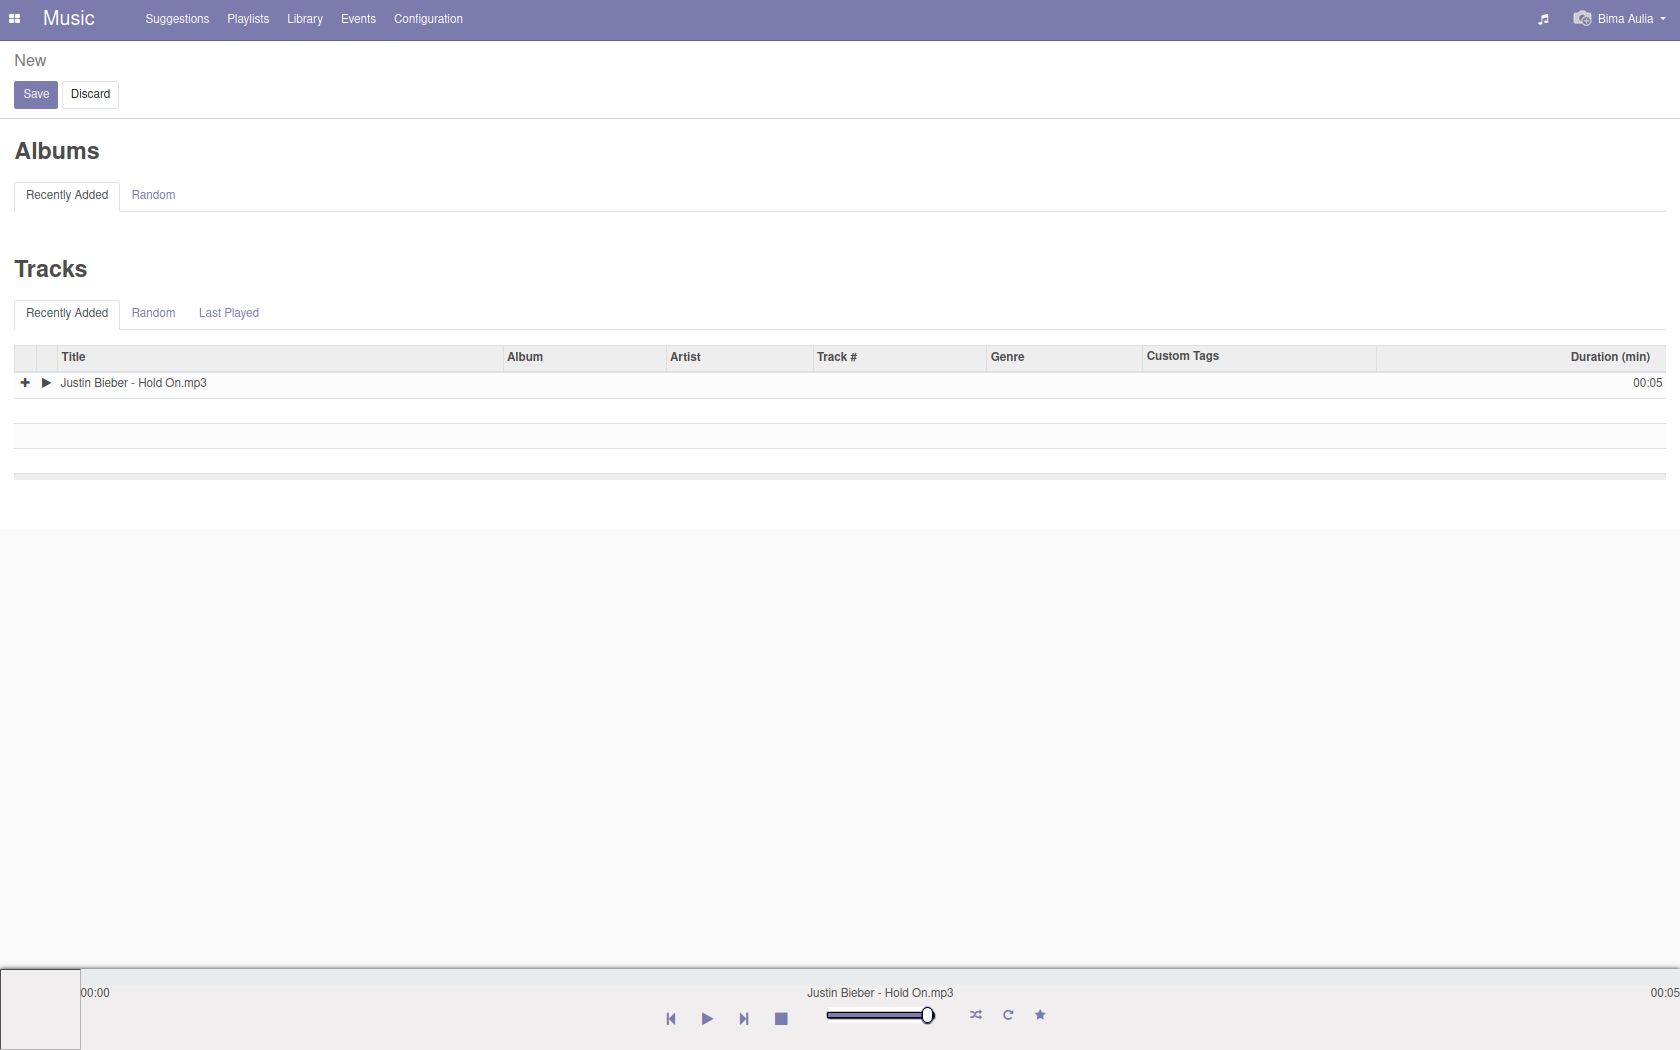 Music Suggestions Playlists Library Events Configuration Bima Aulia
New
Save Discard
Albums
Recently Added Random
Tracks
Recently Added Random Last Played
Title Album Artist Track # Genre Custom Tags Duration (min)
Justin Bieber - Hold On.mp3 00:05
00:00 Justin Bieber - Hold On.mp3 00:05